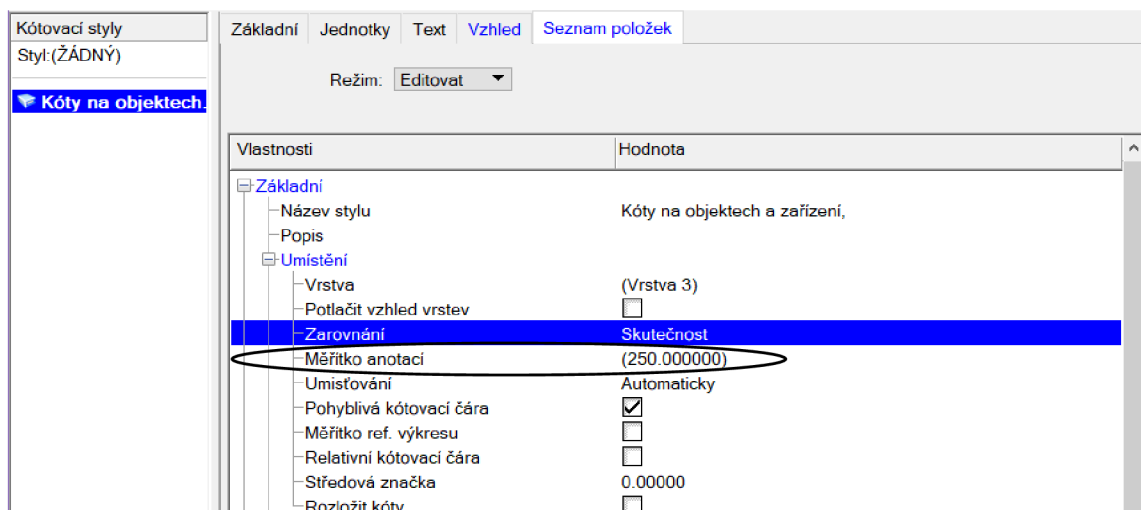 Kótovací styly
Styl:(ŽÁDNÝ)
Kóty na objektech.
Základní Jednotky Text Vzhled Seznam položek
Režim: Editovat
Vlastnosti Hodnota
Základní
Název stylu Kóty na objektech a zařízení,
Popis
Umístění
Vrstva (Vrstva 3)
Potlačit vzhled vrstev
Zarovnání Skutečnost
Měřítko anotací (250.000000)
Umisťování Automaticky
Pohyblivá kótovací čára
Měřítko ref. výkresu
Relativní kótovací čára
Středová značka 0.00000
Rozložit kóty